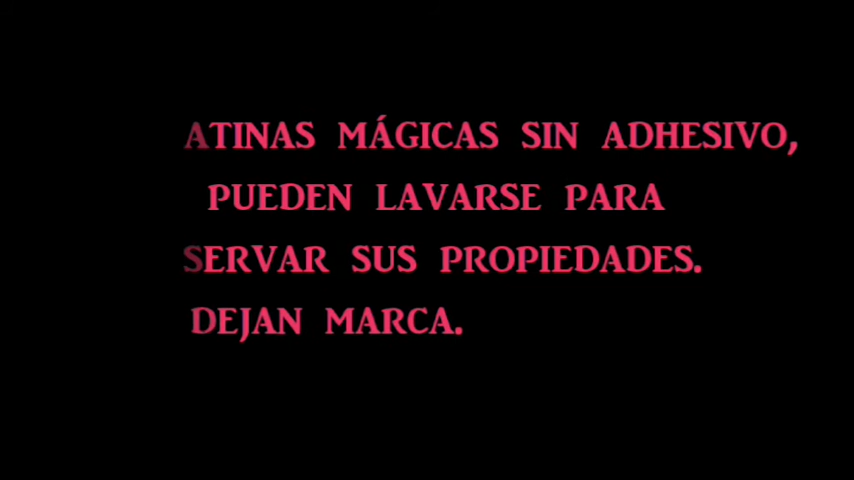 ATINAS MÁGICAS SIN ADHESIVO,
PUEDEN LAVARSE PARA
SERVAR SUS PROPIEDADES.
DEJAN MARCA.